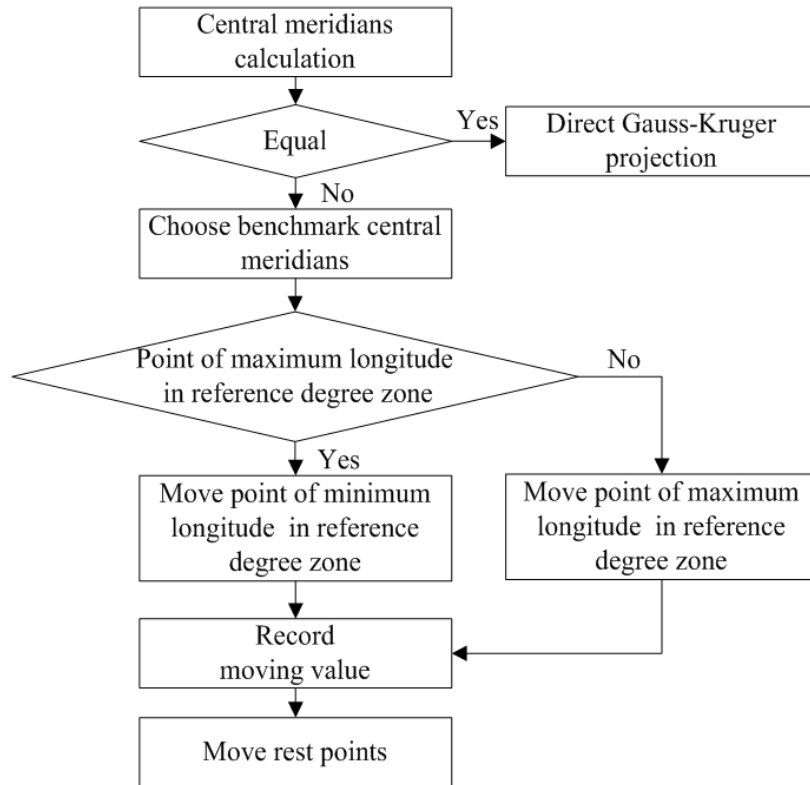 Central meridians
calculation
Equal
Yes
Direct Gauss-Kruger
projection
No
Choose benchmark central
meridians
Point of maximum longitude
in reference degree zone
No
Yes
Move point of minimum
longitude in reference
degree zone
Move point of maximum
longitude in reference
degree zone
Record
moving value
Move rest points